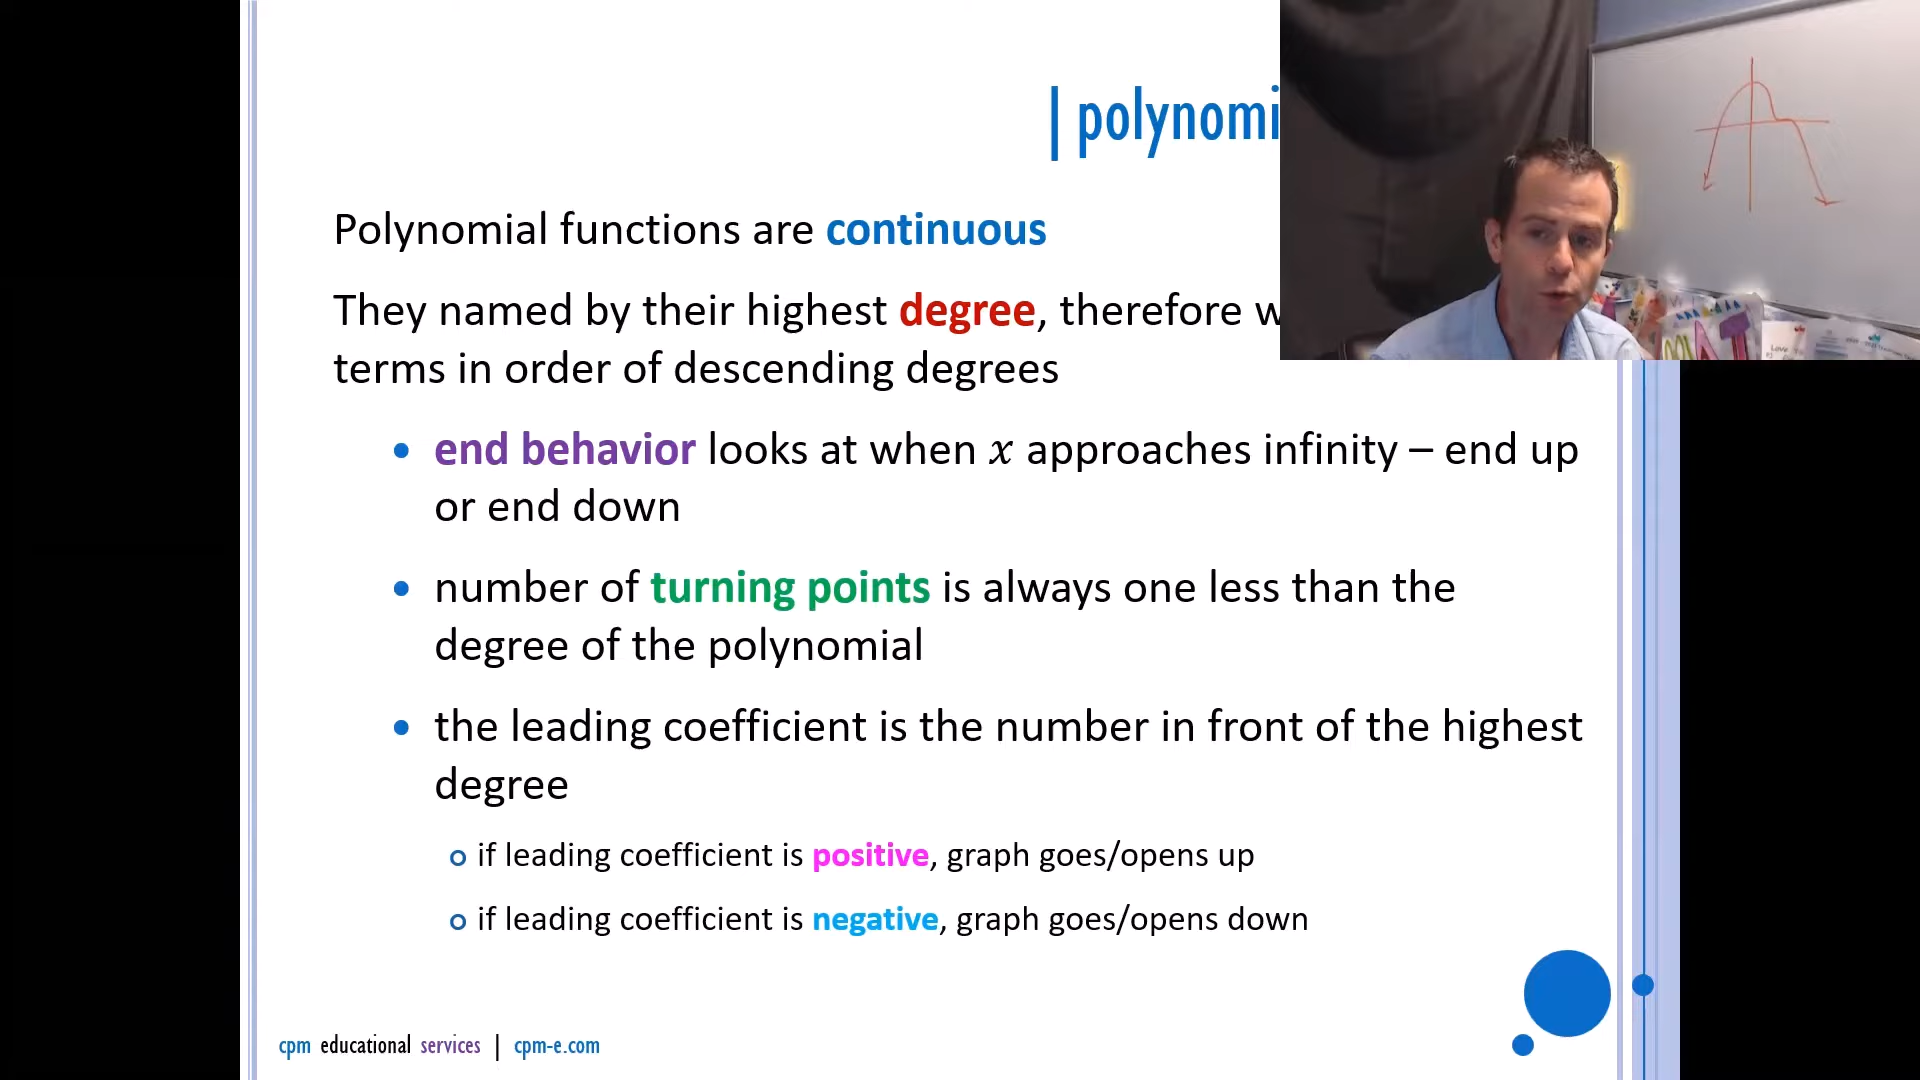 | polynomi
Polynomial functions are continuous
They named by their highest degree, therefore w
terms in order of descending degrees
• end behavior looks at when x approaches infinity – end up
or end down
• number of turning points is always one less than the
degree of the polynomial
• the leading coefficient is the number in front of the highest
degree
o if leading coefficient is positive, graph goes/opens up
o if leading coefficient is negative, graph goes/opens down
cpm educational services | cpm-e.com